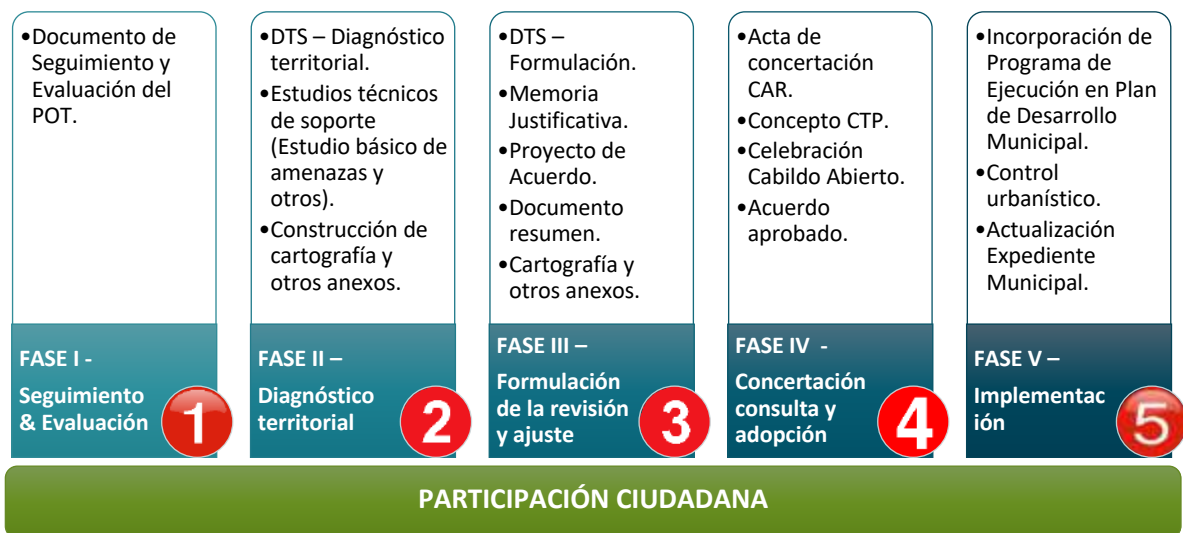 •Documento de
Seguimiento y
Evaluación del
POT.
FASE I -
Seguimiento
& Evaluación
1
•DTS – Diagnóstico
territorial.
•Estudios técnicos
de soporte
(Estudio básico de
amenazas y
otros).
•Construcción de
cartografía y
otros anexos.
FASE II –
Diagnóstico
territorial
2
•DTS –
Formulación.
•Memoria
Justificativa.
•Proyecto de
Acuerdo.
•Documento
resumen.
•Cartografía y
otros anexos.
FASE III –
Formulación
de la revisión
y ajuste
3
•Acta de
concertación
CAR.
•Concepto CTP.
•Celebración
Cabildo Abierto.
•Acuerdo
aprobado.
FASE IV -
Concertación
consulta y
adopción
4
•Incorporación de
Programa de
Ejecución en Plan
de Desarrollo
Municipal.
•Control
urbanístico.
•Actualización
Expediente
Municipal.
FASE V –
Implementac
ión
5
PARTICIPACIÓN CIUDADANA